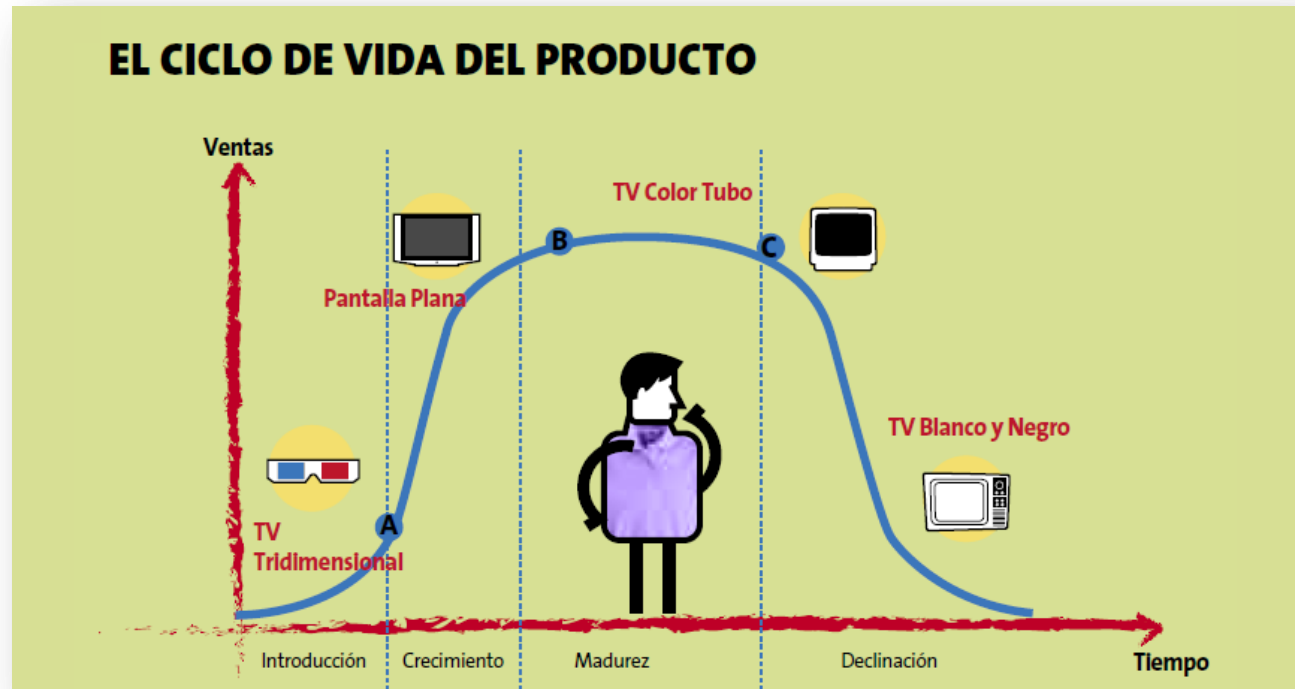 EL CICLO DE VIDA DEL PRODUCTO
Ventas
TV Color Tubo
B
C
Pantalla Plana
TV Blanco y Negro
A
TV
Tridimensional
Introducción
Crecimiento
Madurez
Declinación
Tiempo